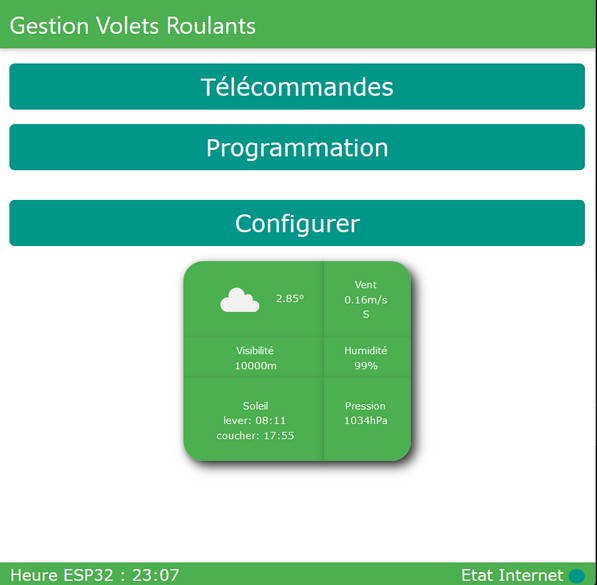 Gestion Volets Roulants
Télécommandes
Programmation
Configurer
2.85°
Vent
0.16m/s
S
Visibilité
10000m
Humidité
99%
Soleil
lever: 08:11
coucher: 17:55
Pression
1034hPa
Heure ESP32 : 23:07
Etat Internet